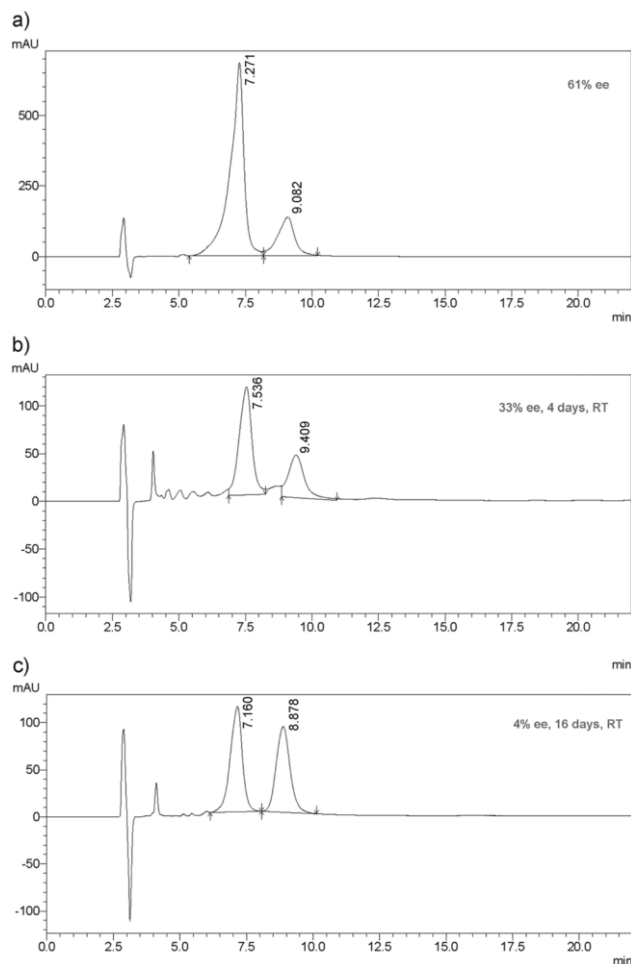 a)
mAU
7.271
9.082
61% ee
500
250
0
0.0 2.5 5.0 7.5 10.0 12.5 15.0 17.5 20.0
min
b)
mAU
7.536
9.409
33% ee, 4 days, RT
100
50
0
-50
-100
0.0 2.5 5.0 7.5 10.0 12.5 15.0 17.5 20.0
min
c)
mAU
7.160
8.878
4% ee, 16 days, RT
100
50
0
-50
-100
0.0 2.5 5.0 7.5 10.0 12.5 15.0 17.5 20.0
min